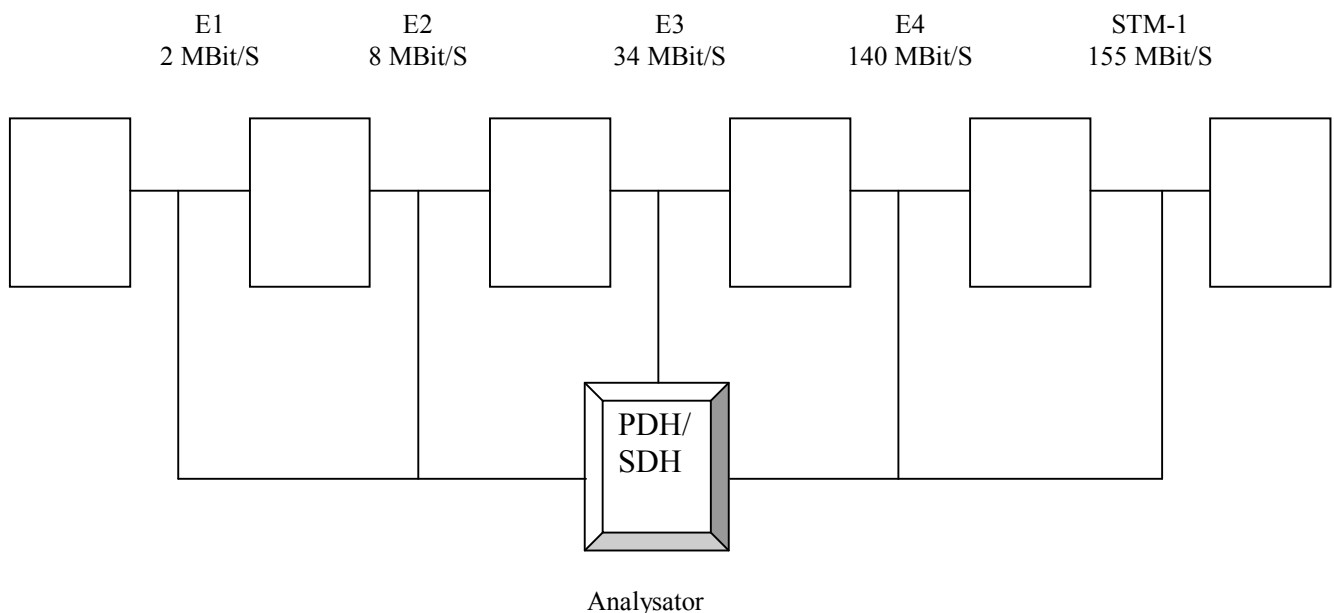 E1 E2 E3 E4 STM-1
2 MBit/S 8 MBit/S 34 MBit/S 140 MBit/S 155 MBit/S
PDH/
SDH
Analysator